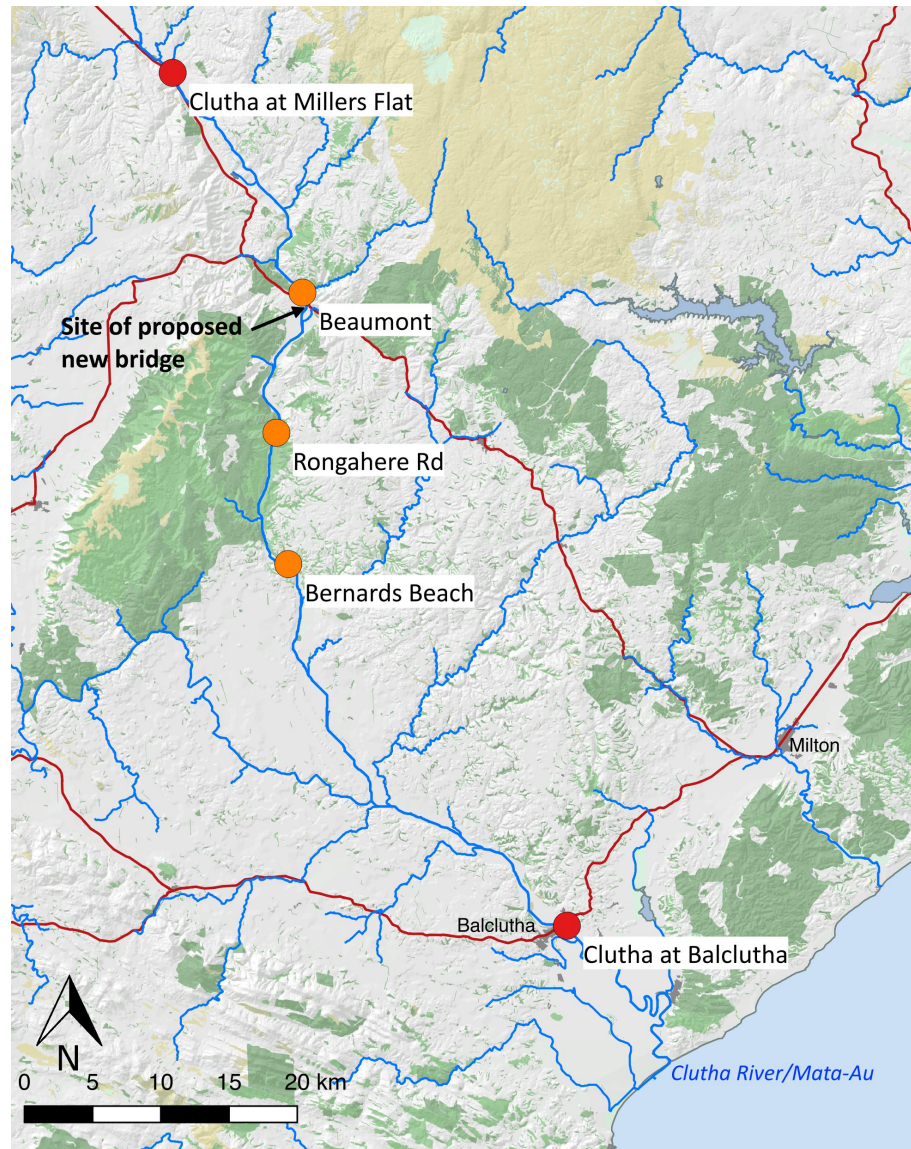 Clutha at Millers Flat
Site of proposed
new bridge
Beaumont
Rongahere Rd
Bernards Beach
Milton
Balclutha
Clutha at Balclutha
Clutha River/Mata-Au
N
0 5 10 15 20 km